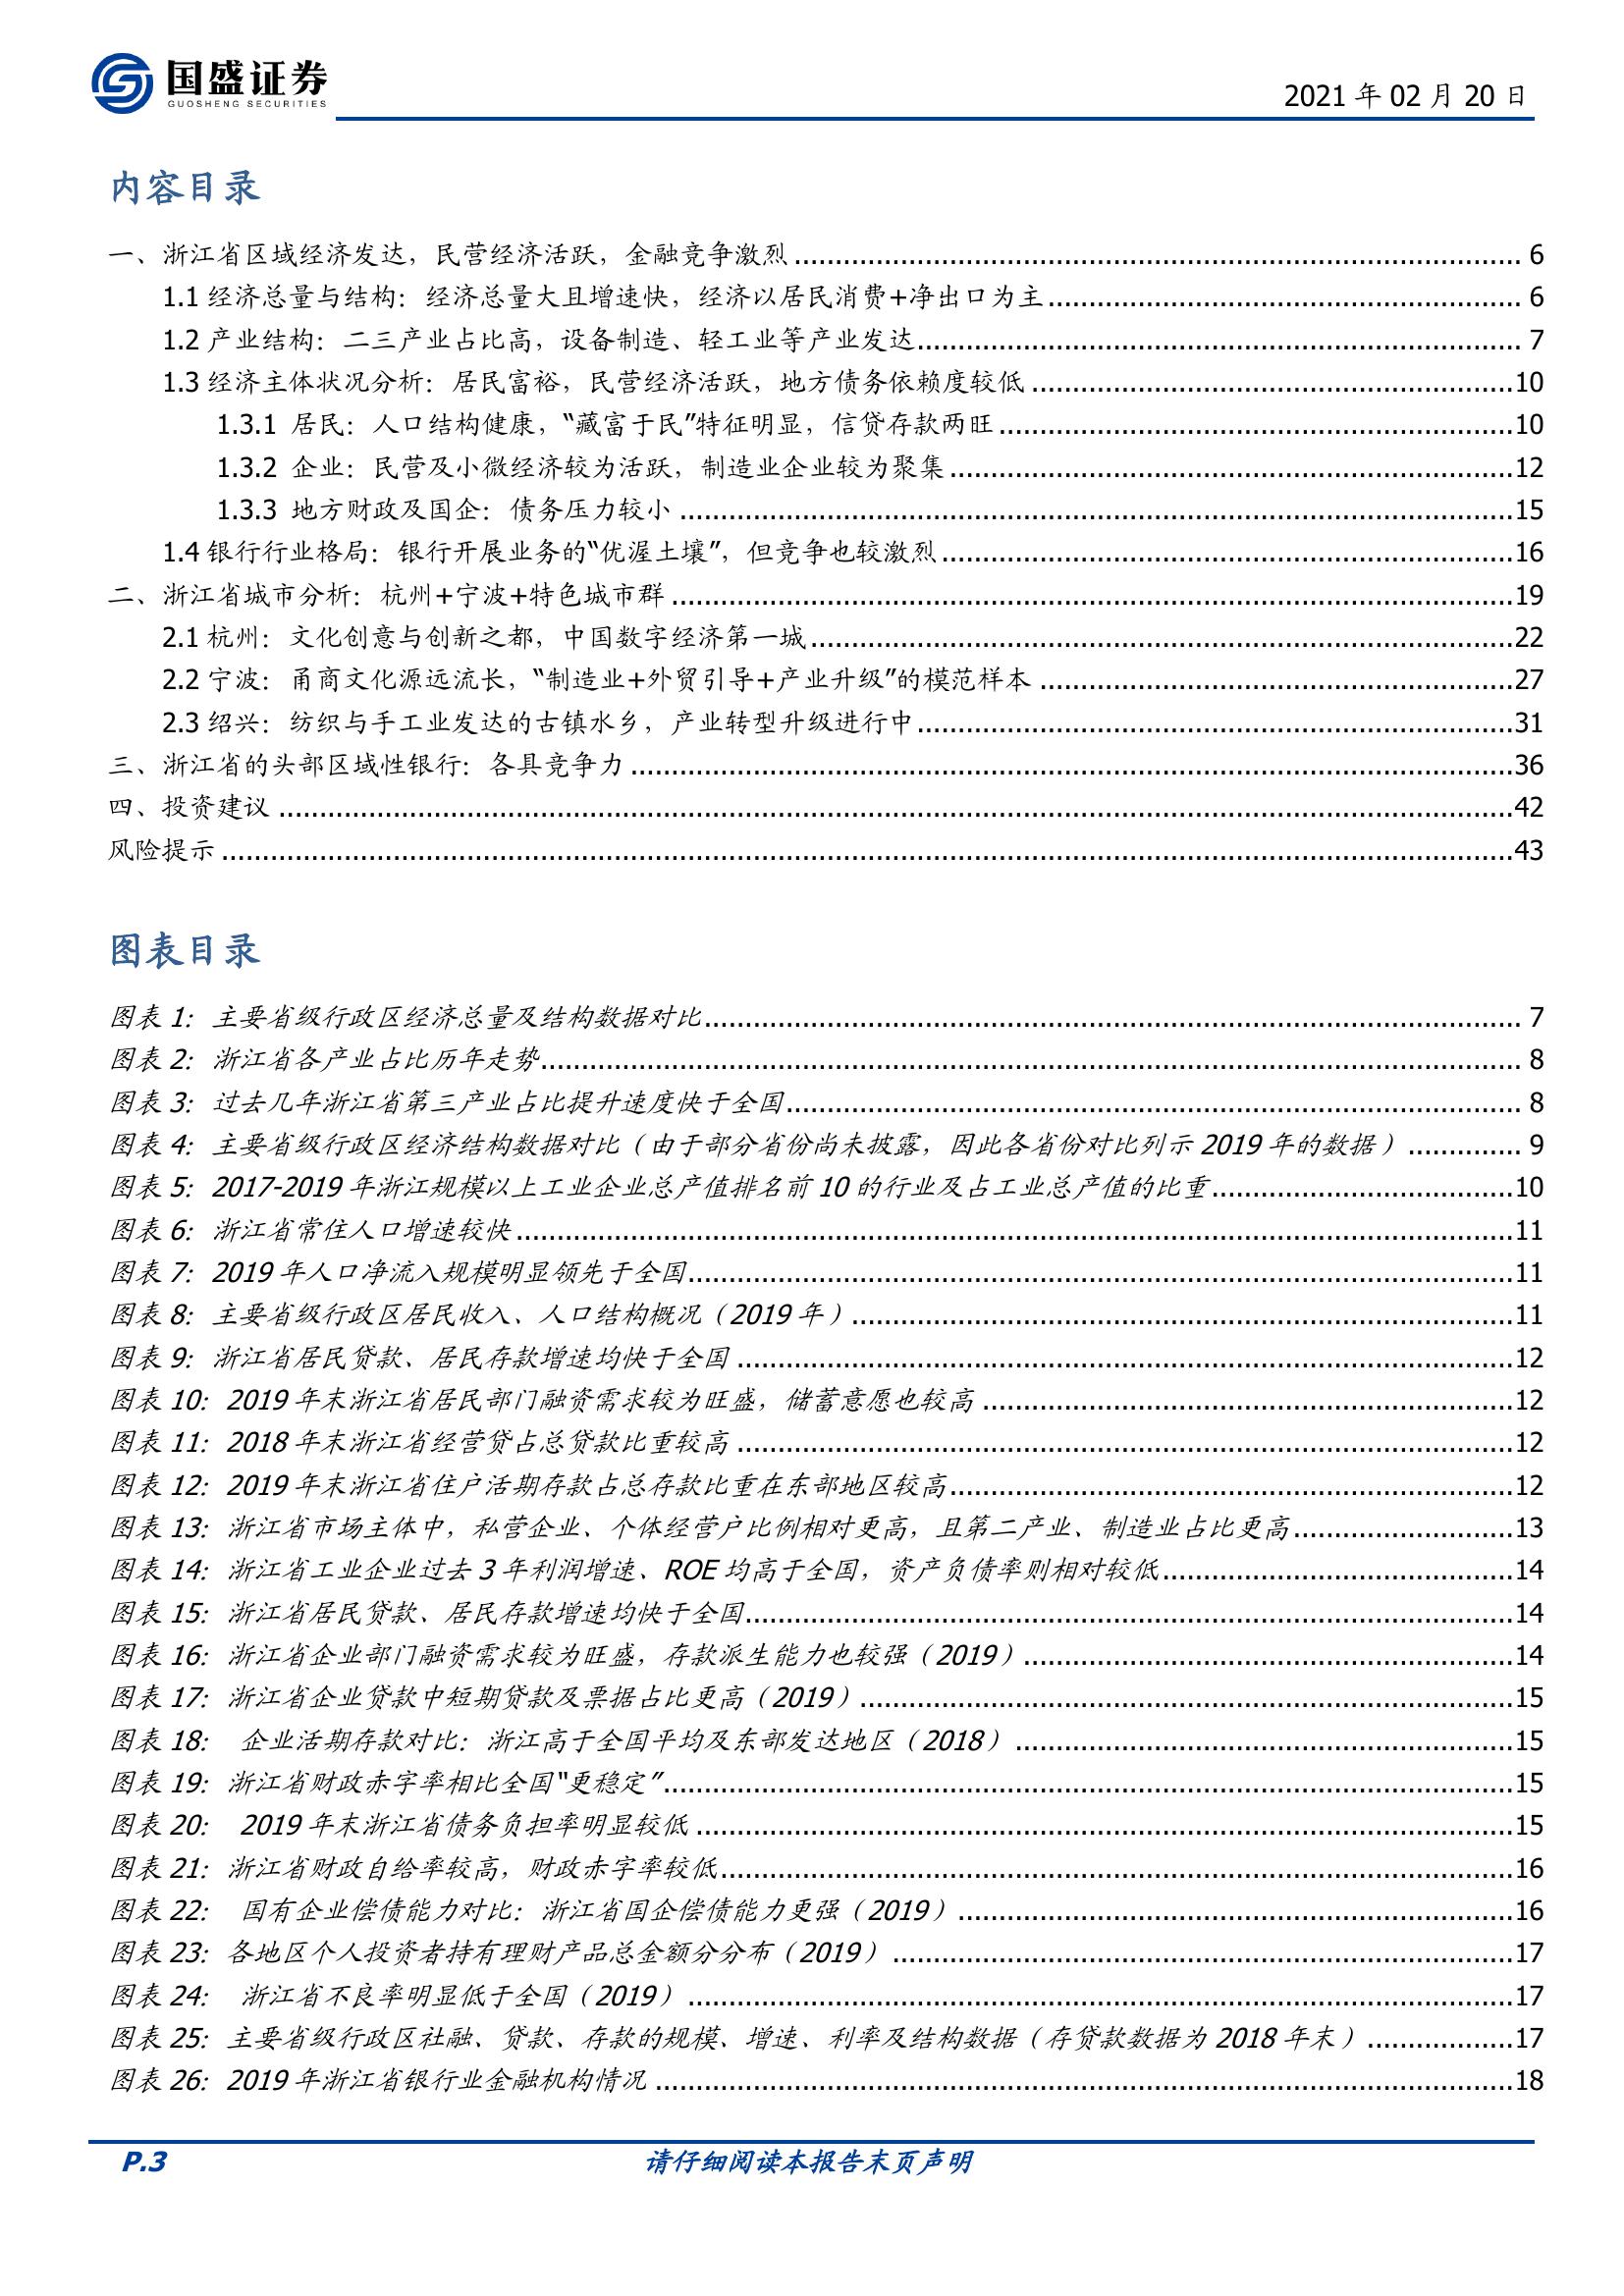 国盛证券
GUOSHENG SECURITIES
2021 年 02 月 20 日
内容目录
一、浙江省区域经济发达，民营经济活跃，金融竞争激烈 ........ 6
1.1 经济总量与结构：经济总量大且增速快，经济以居民消费+净出口为主 ........ 6
1.2 产业结构：二三产业占比高，设备制造、轻工业等产业发达 ........ 7
1.3 经济主体状况分析：居民富裕，民营经济活跃，地方债务依赖度较低 ........ 10
1.3.1 居民：人口结构健康，“藏富于民”特征明显，信贷存款两旺 ........ 10
1.3.2 企业：民营及小微经济较为活跃，制造业企业较为聚集 ........ 12
1.3.3 地方财政及国企：债务压力较小 ........ 15
1.4 银行行业格局：银行开展业务的“优渥土壤”，但竞争也较激烈 ........ 16
二、浙江省城市分析：杭州+宁波+特色城市群 ........ 19
2.1 杭州：文化创意与创新之都，中国数字经济第一城 ........ 22
2.2 宁波：甬商文化源远流长，“制造业+外贸引导+产业升级”的模范样本 ........ 27
2.3 绍兴：纺织与手工业发达的古镇水乡，产业转型升级进行中 ........ 31
三、浙江省的头部区域性银行：各具竞争力 ........ 36
四、投资建议 ........ 42
风险提示 ........ 43
图表目录
图表 1：主要省级行政区经济总量及结构数据对比 ........ 7
图表 2：浙江省各产业占比历年走势 ........ 8
图表 3：过去几年浙江省第三产业占比提升速度快于全国 ........ 8
图表 4：主要省级行政区经济结构数据对比（由于部分省份尚未披露，因此各省份对比列示 2019 年的数据） ........ 9
图表 5：2017-2019 年浙江规模以上工业企业总产值排名前 10 的行业及占工业总产值的比重 ........ 10
图表 6：浙江省常住人口增速较快 ........ 11
图表 7：2019 年人口净流入规模明显领先于全国 ........ 11
图表 8：主要省级行政区居民收入、人口结构概况（2019 年） ........ 11
图表 9：浙江省居民贷款、居民存款增速均快于全国 ........ 12
图表 10：2019 年末浙江省居民部门融资需求较为旺盛，储蓄意愿也较高 ........ 12
图表 11：2018 年末浙江省经营贷占总贷款比重较高 ........ 12
图表 12：2019 年末浙江省住户活期存款占总存款比重在东部地区较高 ........ 12
图表 13：浙江省市场主体中，私营企业、个体经营户比例相对更高，且第二产业、制造业占比更高 ........ 13
图表 14：浙江省工业企业过去 3 年利润增速、ROE 均高于全国，资产负债率则相对较低 ........ 14
图表 15：浙江省居民贷款、居民存款增速均快于全国 ........ 14
图表 16：浙江省企业部门融资需求较为旺盛，存款派生能力也较强（2019） ........ 14
图表 17：浙江省企业贷款中短期贷款及票据占比更高（2019） ........ 15
图表 18： 企业活期存款对比：浙江高于全国平均及东部发达地区（2018） ........ 15
图表 19：浙江省财政赤字率相比全国“更稳定” ........ 15
图表 20： 2019 年末浙江省债务负担率明显较低 ........ 15
图表 21：浙江省财政自给率较高，财政赤字率较低 ........ 16
图表 22： 国有企业偿债能力对比：浙江省国企偿债能力更强（2019） ........ 16
图表 23：各地区个人投资者持有理财产品总金额分分布（2019） ........ 17
图表 24： 浙江省不良率明显低于全国（2019） ........ 17
图表 25：主要省级行政区社融、贷款、存款的规模、增速、利率及结构数据（存贷款数据为 2018 年末） ........ 17
图表 26：2019 年浙江省银行业金融机构情况 ........ 18
P.3
请仔细阅读本报告末页声明